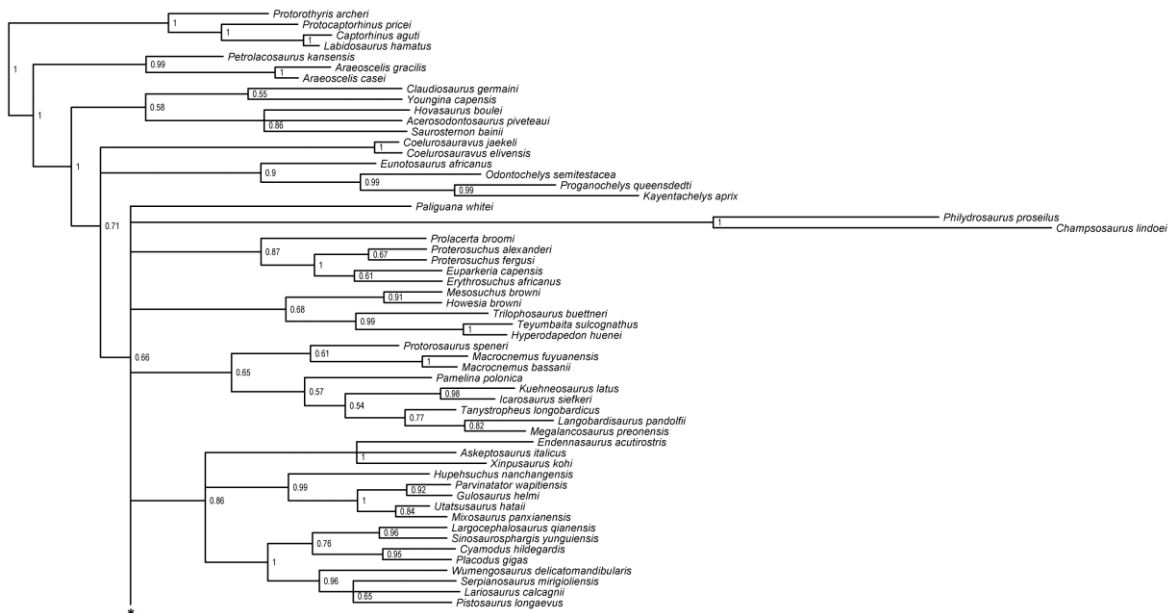 Protorothyris archeri
1
Protocaptorhinus pricei
1
Captorhinus aguti
1
Labidosaurus hamatus
1
Petrolacosaurus kansensis
0.99
Araeoscelis gracilis
1
Araeoscelis casei
1
Claudiosaurus germaini
0.55
Youngina capensis
0.58
Hovasaurus boulei
Acerosodontosaurus piveteaui
0.86
Saurosternon bainii
Coelurosauravus jaekeli
1
Coelurosauravus elivensis
1
Eunotosaurus africanus
0.9
Odontochelys semitestacea
0.99
Proganochelys queenstedti
0.99
Kayentachelys aprix
Paliguana whitei
0.71
Philydrosaurus proseilus
1
Champsosaurus lindoei
Prolacerta broomi
0.87
Proterosuchus alexanderi
0.67
Proterosuchus fergusi
1
Euparkeria capensis
0.61
Erythrosuchus africanus
Mesosuchus browni
0.91
Howesia browni
0.68
Trilophosaurus buettneri
0.99
Teyumbaita sulcognathus
1
Hyperodapedon huenei
Protorosaurus speneri
0.61
Macrocnemus fuyuanensis
0.66
1
Macrocnemus bassanii
0.65
Pamelina polonica
0.57
Kuehneosaurus latus
0.98
Icarosaurus siefkeri
0.54
Tanystropheus longobardicus
0.77
Langobardisaurus pandolfii
0.82
Megalancosaurus preonensis
Endennasaurus acutirostris
Askeptosaurus italicus
1
Xinpusaurus kohi
Hupehsuchus nanchangensis
0.99
Parvinatator wapitiensis
0.92
Gulosaurus helmi
0.86
1
Utatsusaurus hataii
0.84
Mixosaurus panxianensis
Largocephalosaurus qianensis
0.96
Sinosaurosphargis yunguiensis
0.76
Cyamodus hildegardis
0.95
Placodus gigas
1
Wumengosaurus delicatomandibularis
0.96
Serpianosaurus mirigioliensis
Lariosaurus calcagnii
0.65
Pistosaurus longaevus
*